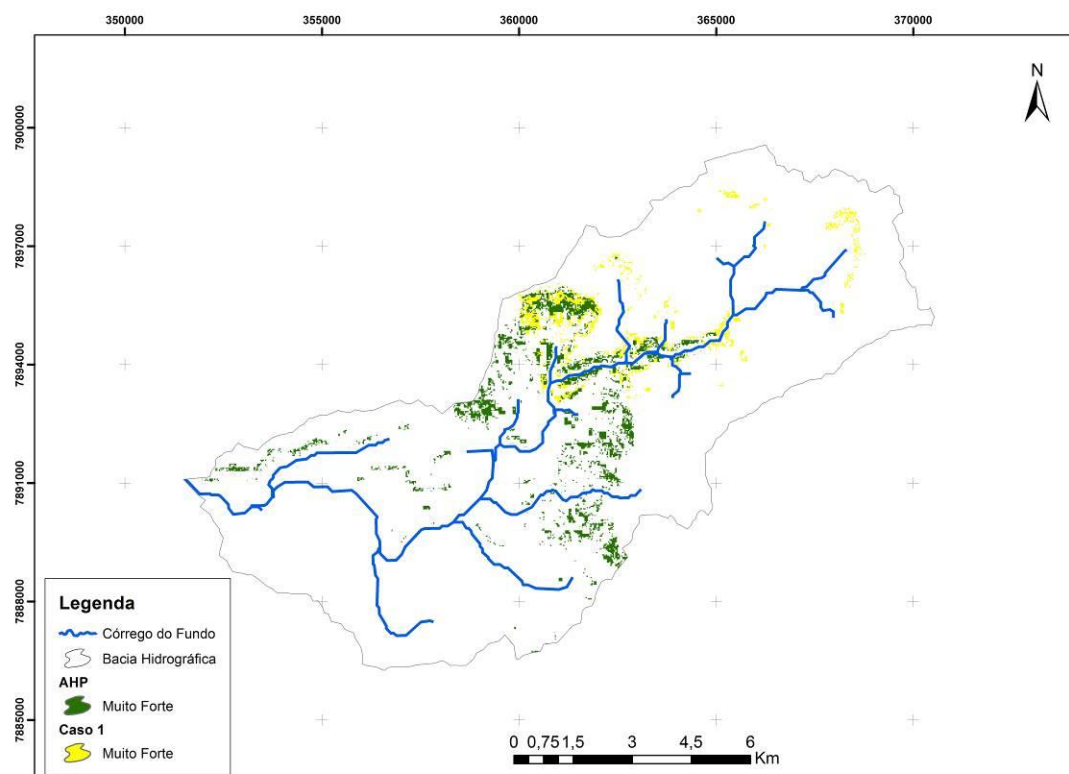 350000 355000 360000 365000 370000
N
7900000
7897000
7894000
7891000
7888000
7885000
Legenda
Córrego do Fundo
Bacia Hidrográfica
AHP
Muito Forte
Caso 1
Muito Forte
0 0,75 1,5 3 4,5 6
Km